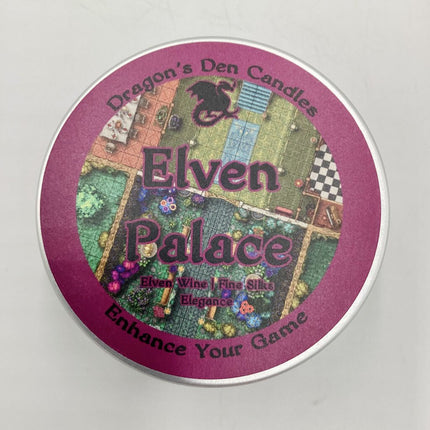 Dragon's Den Candles
Elven
Palace
Elven Wine | Fine Silks
Elegance
Enhance Your Game